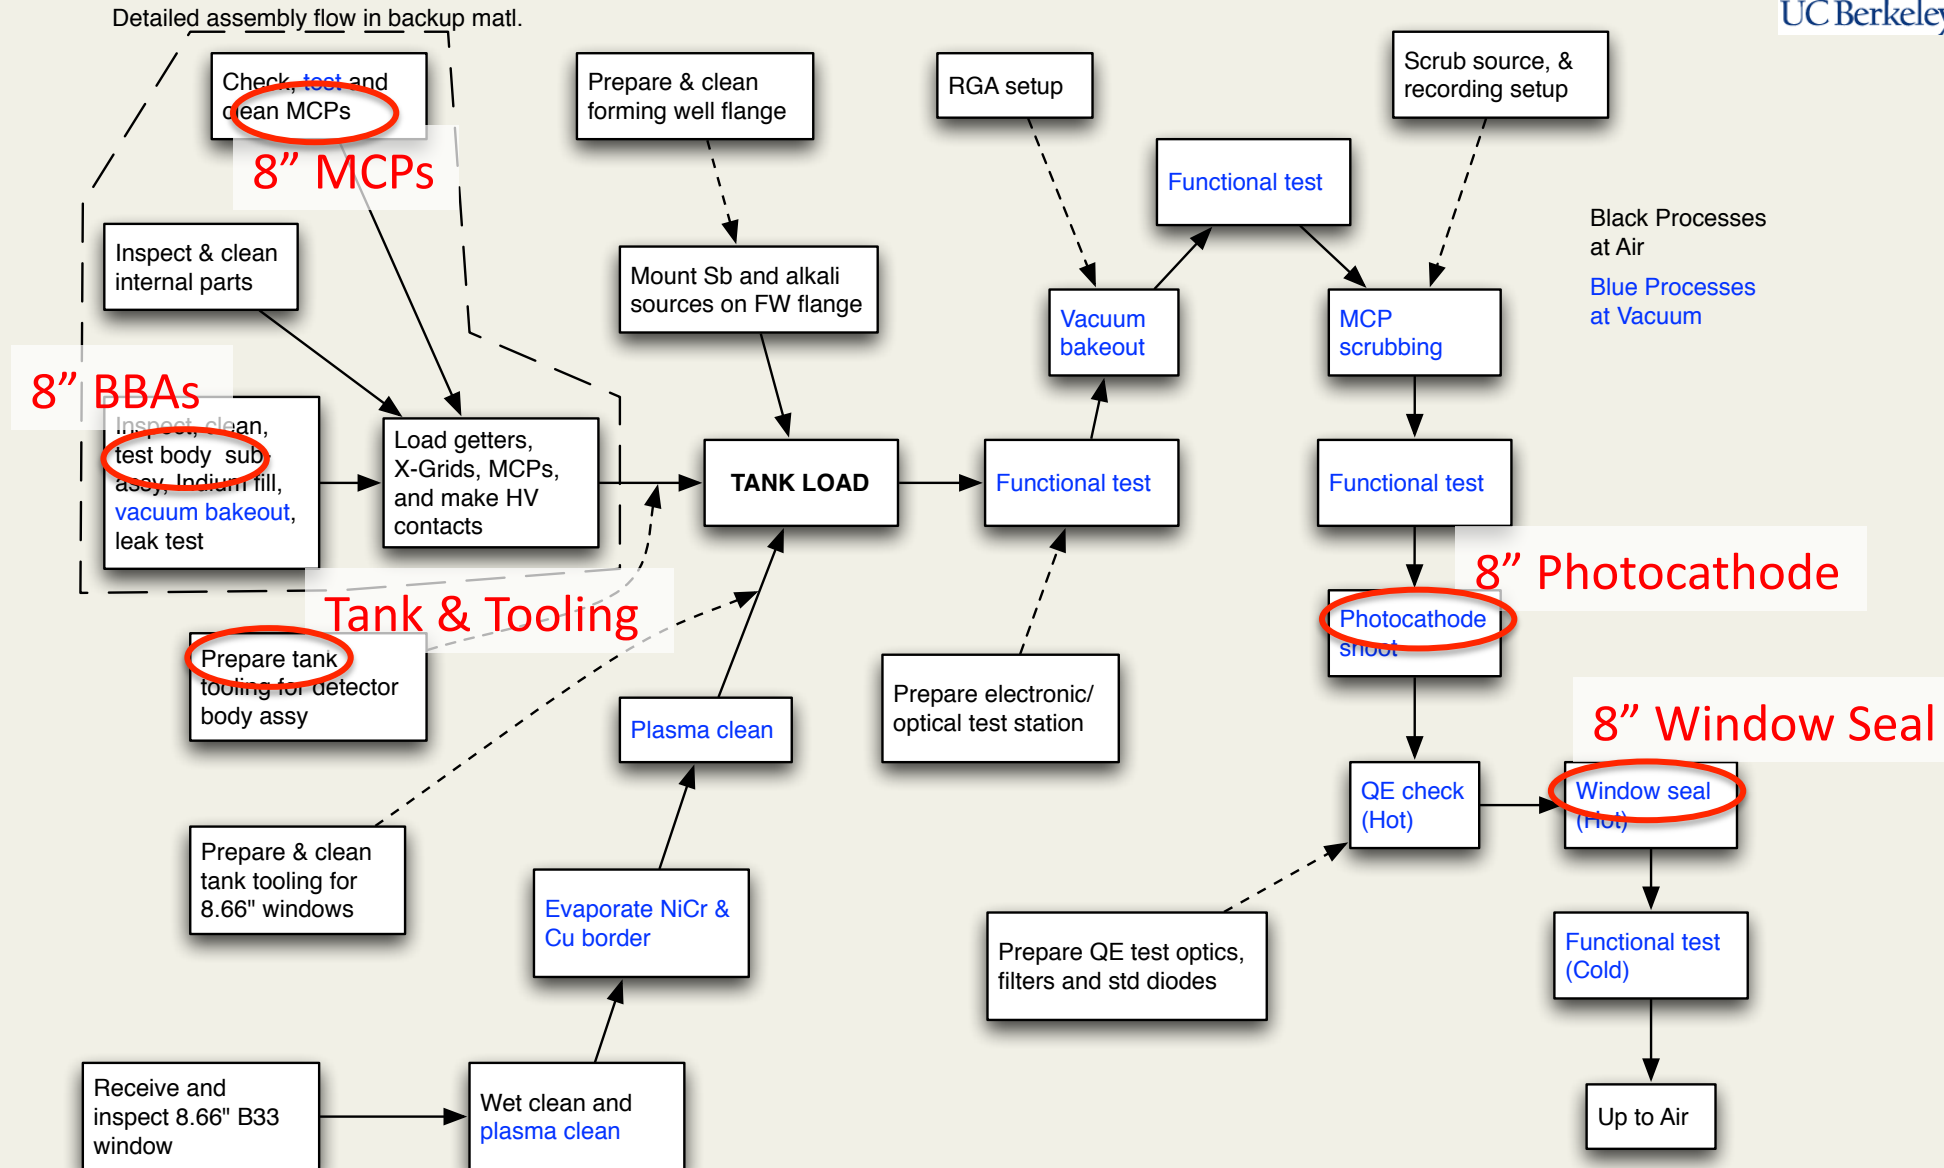 Detailed assembly flow in backup matl.
UC Berkeley
Check, test and
clean MCPs
8” MCPs
Prepare & clean
forming well flange
RGA setup
Scrub source, &
recording setup
Functional test
Black Processes
at Air
Blue Processes
at Vacuum
Inspect & clean
internal parts
Mount Sb and alkali
sources on FW flange
Vacuum
bakeout
MCP
scrubbing
8” BBAs
Inspect, clean,
test body sub-
assy, Indium fill,
vacuum bakeout,
leak test
Load getters,
X-Grids, MCPs,
and make HV
contacts
TANK LOAD
Functional test
Functional test
8” Photocathode
Photocathode
shoot
Tank & Tooling
Prepare tank
tooling for detector
body assy
Plasma clean
Prepare electronic/
optical test station
8” Window Seal
QE check
(Hot)
Window seal
(Hot)
Prepare & clean
tank tooling for
8.66" windows
Evaporate NiCr &
Cu border
Prepare QE test optics,
filters and std diodes
Functional test
(Cold)
Receive and
inspect 8.66" B33
window
Wet clean and
plasma clean
Up to Air